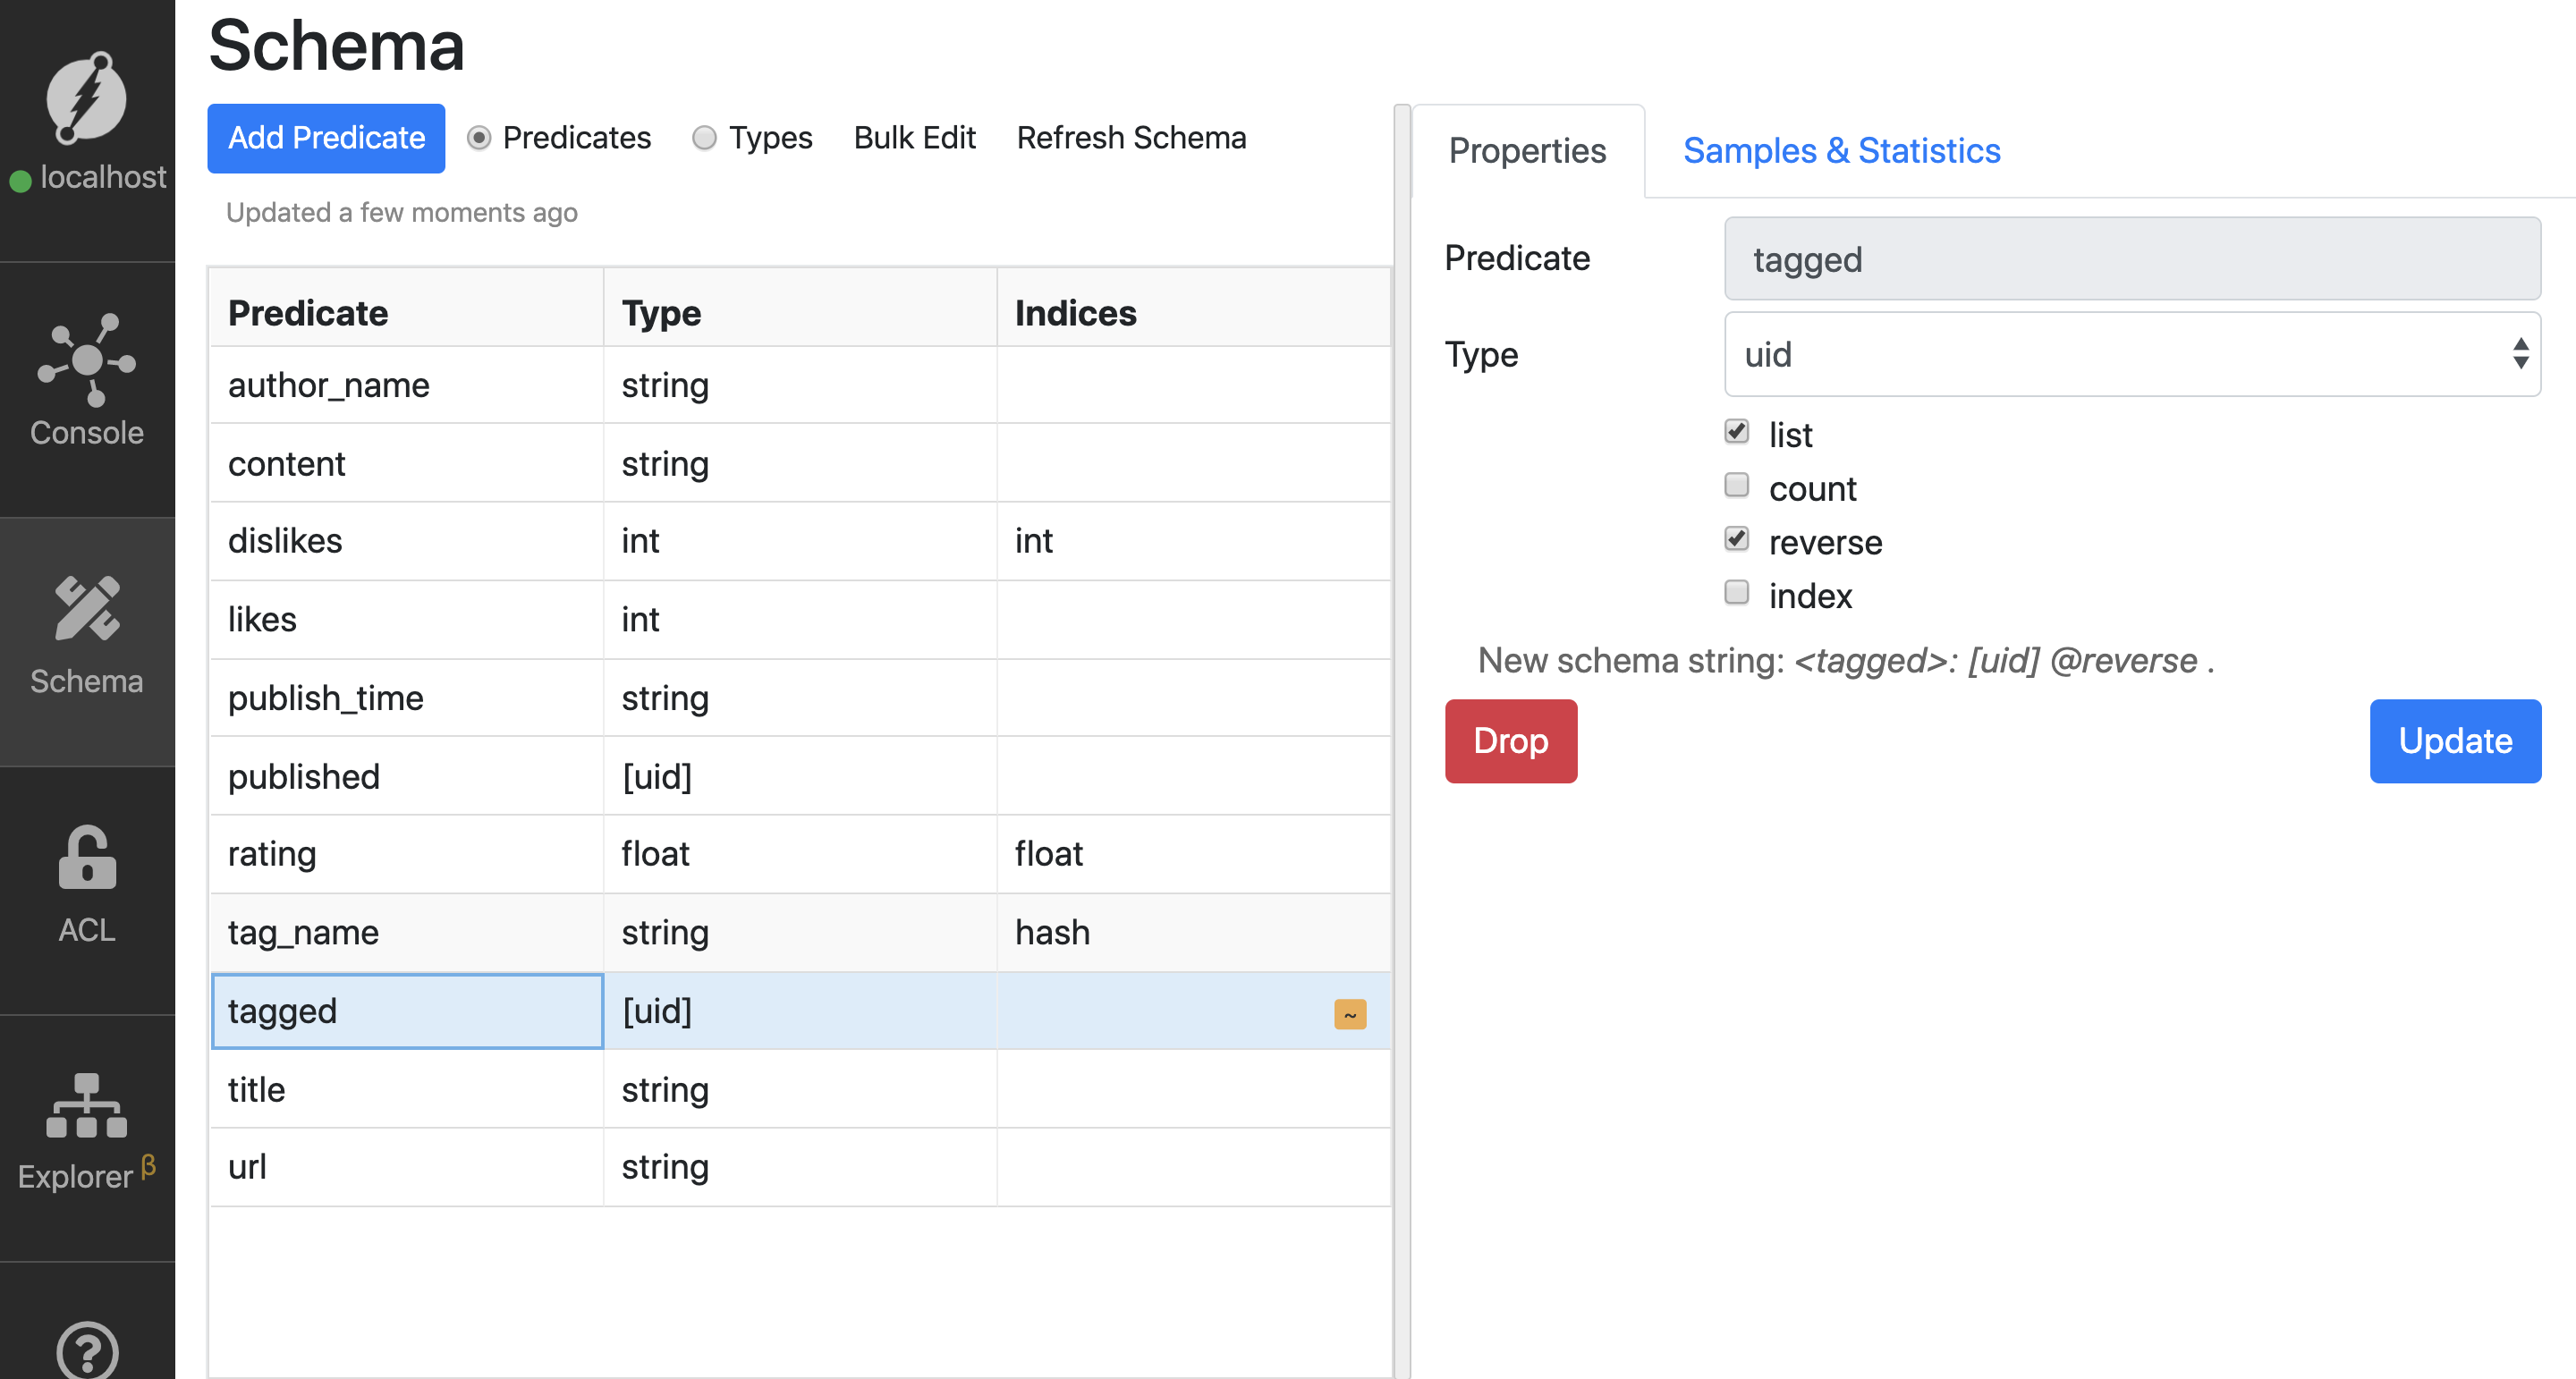 localhost
Console
Schema
ACL
Explorer β
Schema
Add Predicate Predicates Types Bulk Edit Refresh Schema
Updated a few moments ago
Predicate Type Indices
author_name string
content string
dislikes int int
likes int
publish_time string
published [uid]
rating float float
tag_name string hash
tagged [uid] ~
title string
url string
Properties Samples & Statistics
Predicate tagged
Type uid
list
count
reverse
index
New schema string: <tagged>: [uid] @reverse .
Drop Update